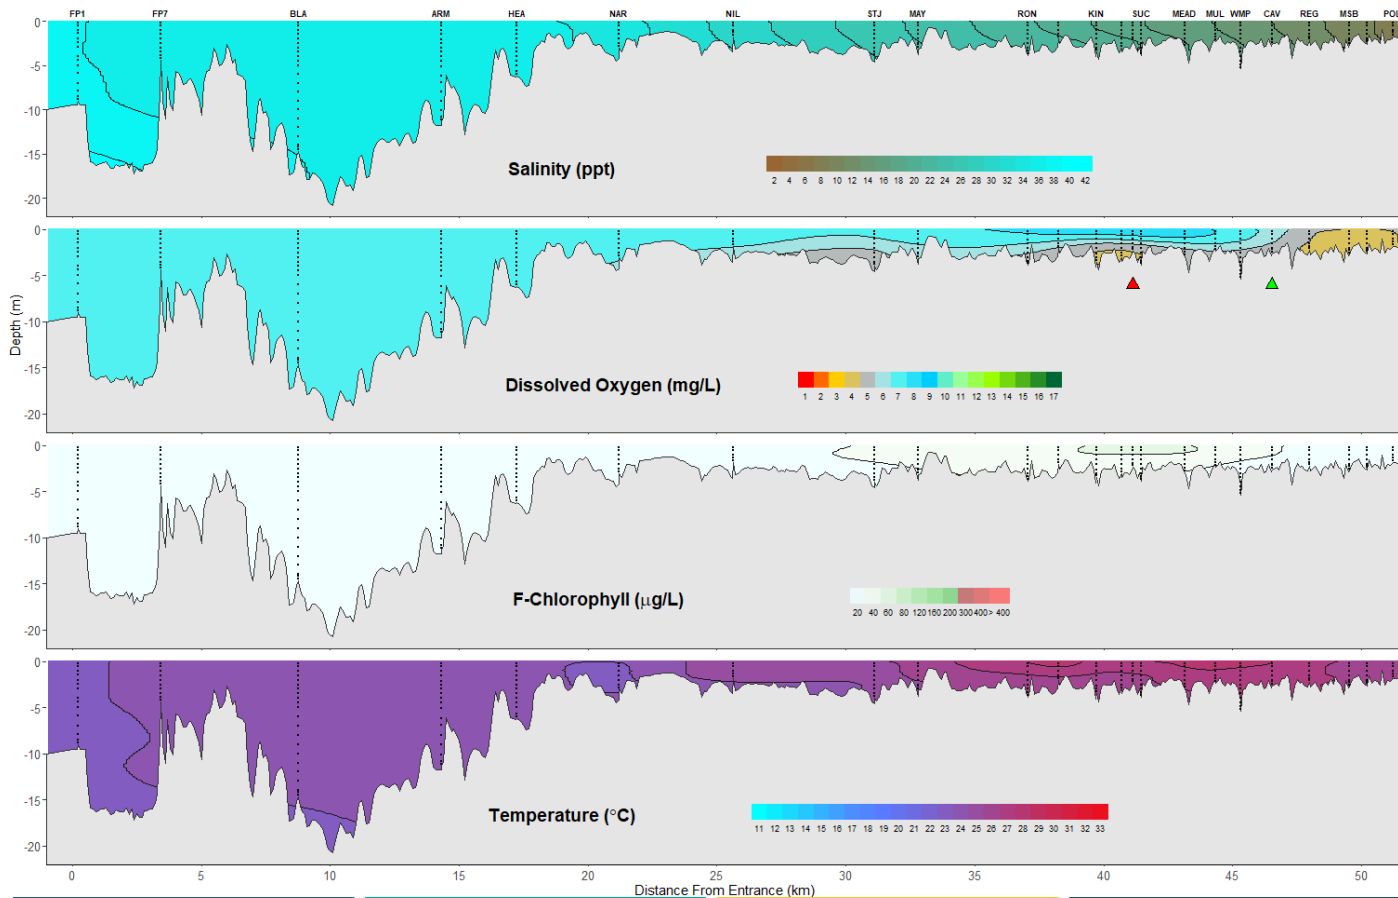 FP1 FP7 BLA ARM HEA NAR NIL STJ MAY RON KIN SUC MEAD MUL WMP CAV REG MSB POL
0
-5
-10
-15
-20
Salinity (ppt)
2 4 6 8 10 12 14 16 18 20 22 24 26 28 30 32 34 36 38 40 42
0
-5
-10
-15
-20
Dissolved Oxygen (mg/L)
1 2 3 4 5 6 7 8 9 10 11 12 13 14 15 16 17
Depth (m)
0
-5
-10
-15
-20
F-Chlorophyll (µg/L)
20 40 60 80 120 160 200 300 400 > 400
0
-5
-10
-15
-20
Temperature (°C)
11 12 13 14 15 16 17 18 19 20 21 22 23 24 25 26 27 28 29 30 31 32 33
0 5 10 15 20 25 30 35 40 45 50
Distance From Entrance (km)